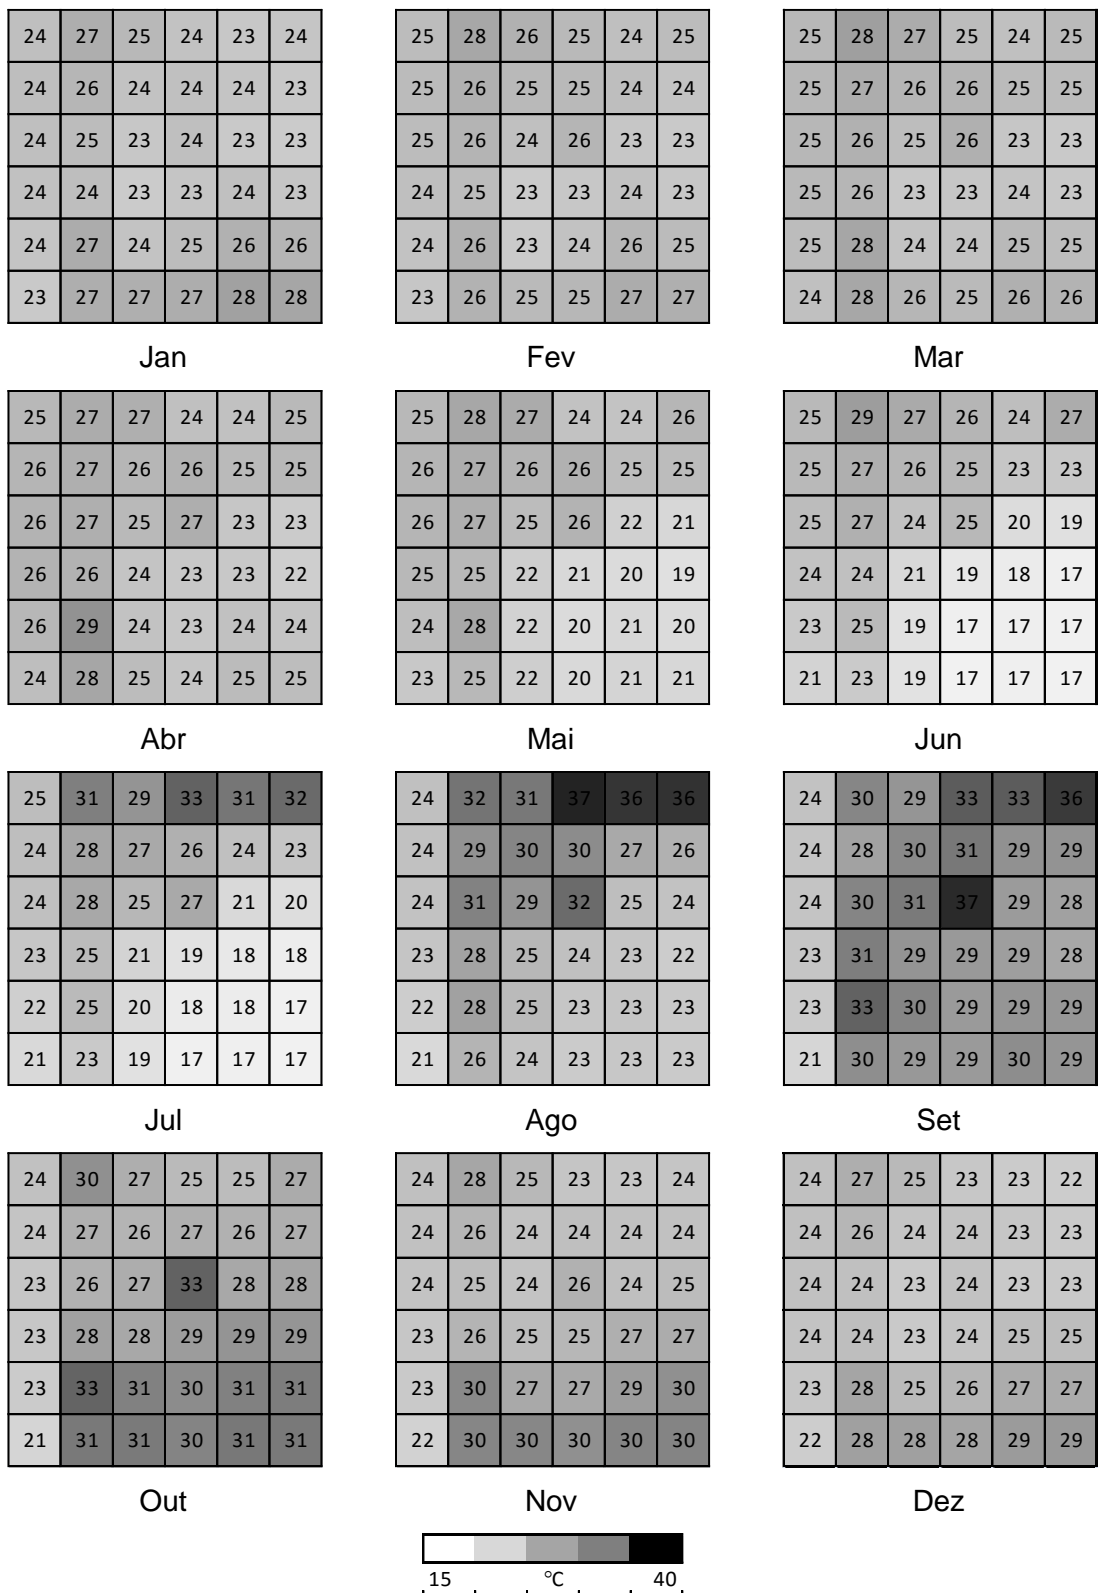 24 27 25 24 23 24 25 28 26 25 24 25 25 28 27 25 24 25
24 26 24 24 24 23 25 26 25 25 24 24 25 27 26 26 25 25
24 25 23 24 23 23 25 26 24 26 23 23 25 26 25 26 23 23
24 24 23 23 24 23 24 25 23 23 24 23 25 26 23 23 24 23
24 27 24 25 26 26 24 26 23 24 26 25 25 28 24 24 25 25
23 27 27 27 28 28 23 26 25 25 27 27 24 28 26 25 26 26
Jan Fev Mar
25 27 27 24 24 25 25 28 27 24 24 26 25 29 27 26 24 27
26 27 26 26 25 25 26 27 26 26 25 25 25 27 26 25 23 23
26 27 25 27 23 23 26 27 25 26 22 21 25 27 24 25 20 19
26 26 24 23 23 22 25 25 22 21 20 19 24 24 21 19 18 17
26 29 24 23 24 24 24 28 22 20 21 20 23 25 19 17 17 17
24 28 25 24 25 25 23 25 22 20 21 21 21 23 19 17 17 17
Abr Mai Jun
25 31 29 33 31 32 24 32 31 37 36 36 24 30 29 33 33 36
24 28 27 26 24 23 24 29 30 30 27 26 24 28 30 31 29 29
24 28 25 27 21 20 24 31 29 32 25 24 24 30 31 37 29 28
23 25 21 19 18 18 23 28 25 24 23 22 23 31 29 29 29 28
22 25 20 18 18 17 22 28 25 23 23 23 23 33 30 29 29 29
21 23 19 17 17 17 21 26 24 23 23 23 21 30 29 29 30 29
Jul Ago Set
24 30 27 25 25 27 24 28 25 23 23 24 24 27 25 23 23 22
24 27 26 27 26 27 24 26 24 24 24 24 24 26 24 24 23 23
23 26 27 33 28 28 24 25 24 26 24 25 24 24 23 24 23 23
23 28 28 29 29 29 23 26 25 25 27 27 24 24 23 24 25 25
23 33 31 30 31 31 23 30 27 27 29 30 23 28 25 26 27 27
21 31 31 30 31 31 22 30 30 30 30 30 22 28 28 28 29 29
Out Nov Dez
15 °C 40